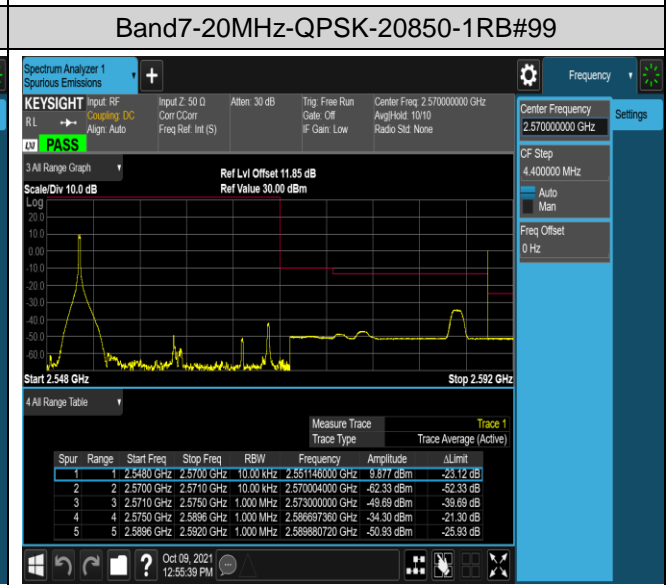 Band7-20MHz-QPSK-20850-1RB#99
Spectrum Analyzer 1
Spurious Emissions
Frequency
KEYSIGHT
Input: RF
Input Z: 50 Ω
Atten: 30 dB
Trig: Free Run
Center Freq: 2.570000000 GHz
RL
Coupling: DC
Corr CCorr
Gate: Off
Avg|Hold: 10/10
Align: Auto
Freq Ref: Int (S)
IF Gain: Low
Radio Std: None
LXI
PASS
Center Frequency
2.570000000 GHz
Settings
CF Step
4.400000 MHz
Auto
Man
Freq Offset
0 Hz
3 All Range Graph
Ref Lvl Offset 11.85 dB
Scale/Div 10.0 dB
Ref Value 30.00 dBm
Log
20.0
10.0
0.00
-10.0
-20.0
-30.0
-40.0
-50.0
-60.0
Start 2.548 GHz
Stop 2.592 GHz
4 All Range Table
Measure Trace Trace 1
Trace Type Trace Average (Active)
Spur Range Start Freq Stop Freq RBW Frequency Amplitude ΔLimit
1 1 2.5480 GHz 2.5700 GHz 10.00 kHz 2.551146000 GHz 9.877 dBm -23.12 dB
2 2 2.5700 GHz 2.5710 GHz 10.00 kHz 2.570004000 GHz -62.33 dBm -52.33 dB
3 3 2.5710 GHz 2.5750 GHz 1.000 MHz 2.573000000 GHz -49.69 dBm -39.69 dB
4 4 2.5750 GHz 2.5896 GHz 1.000 MHz 2.586697360 GHz -34.30 dBm -21.30 dB
5 5 2.5896 GHz 2.5920 GHz 1.000 MHz 2.589880720 GHz -50.93 dBm -25.93 dB
?
Oct 09, 2021
12:55:39 PM